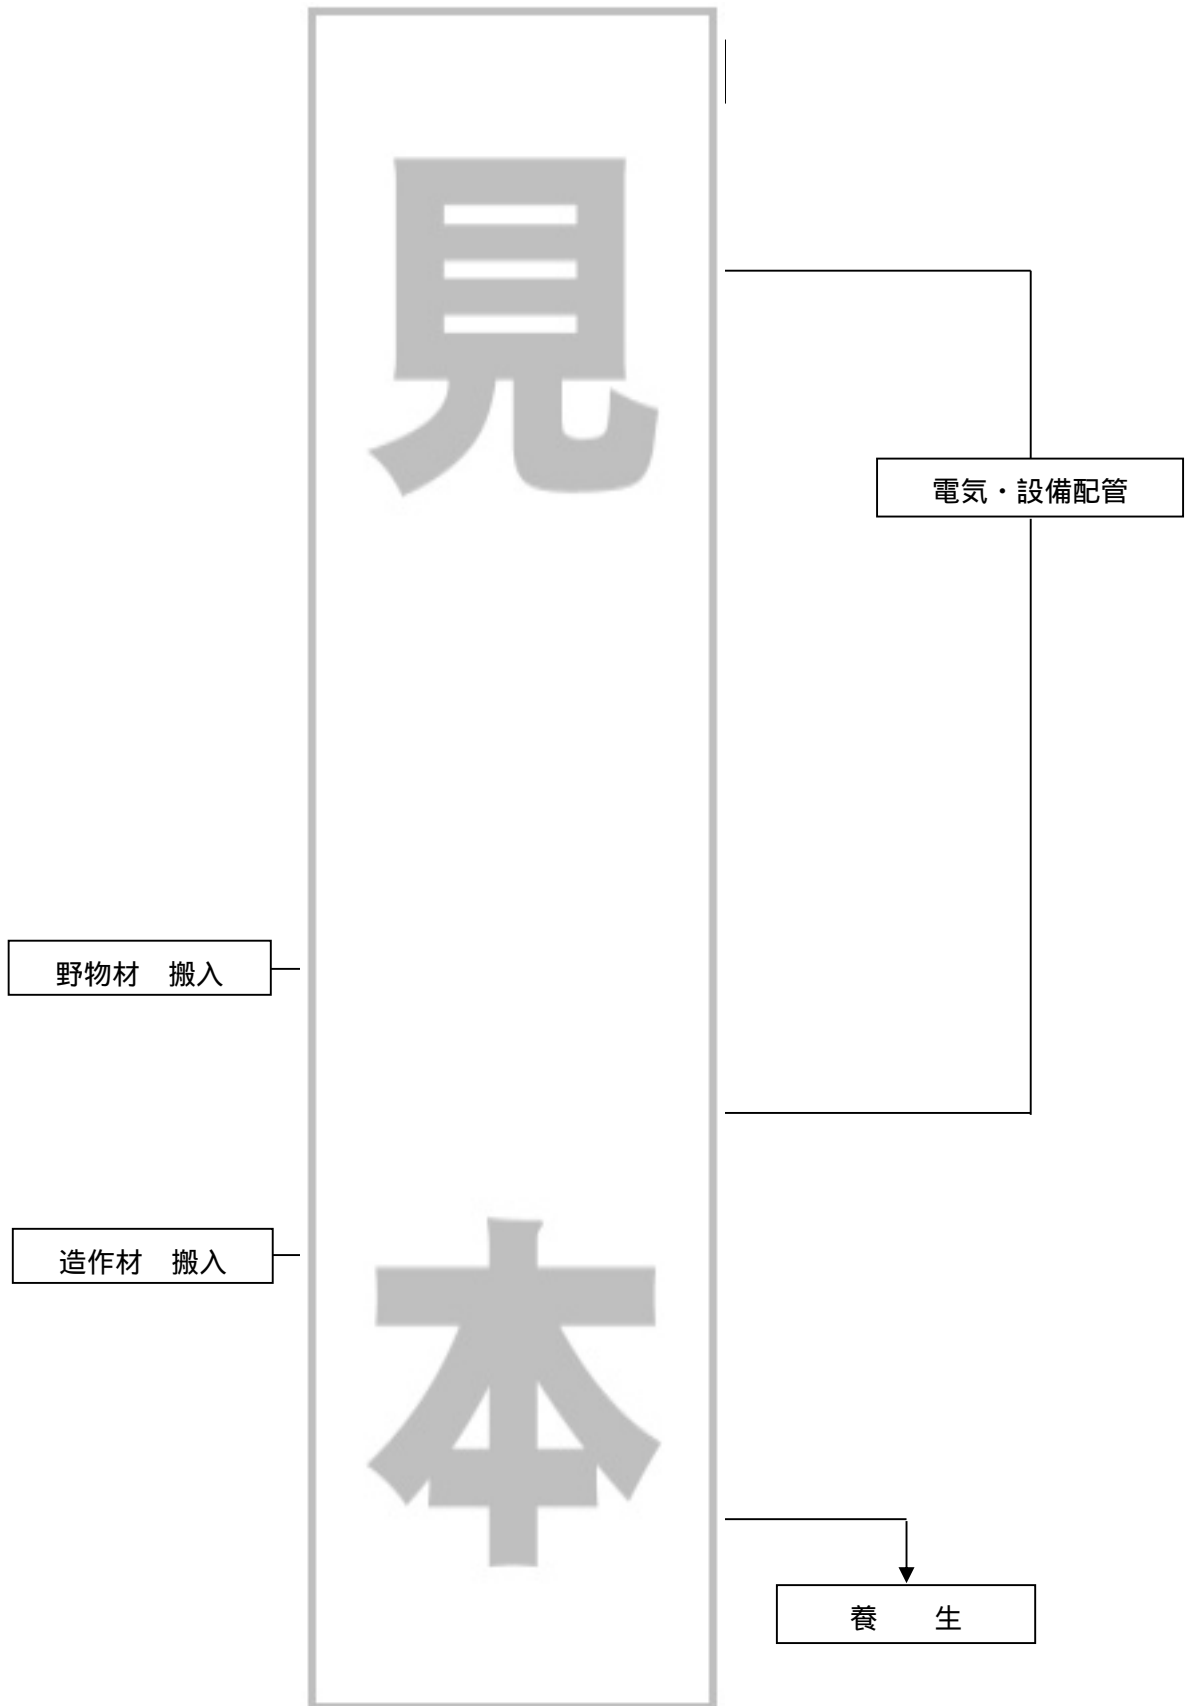 見本
電気・設備配管
野物材　搬入
造作材　搬入
養　　生